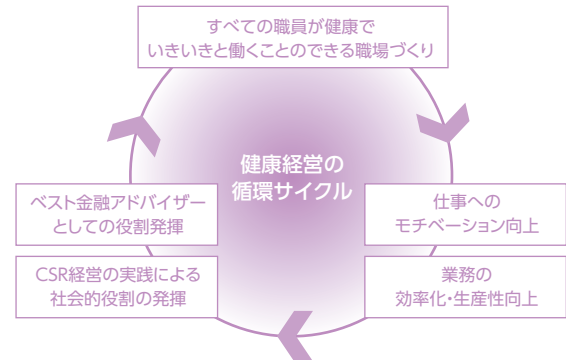 すべての職員が健康で
いきいきと働くことのできる職場づくり
健康経営の
循環サイクル
ベスト金融アドバイザー
としての役割発揮
仕事への
モチベーション向上
CSR経営の実践による
社会的役割の発揮
業務の
効率化・生産性向上